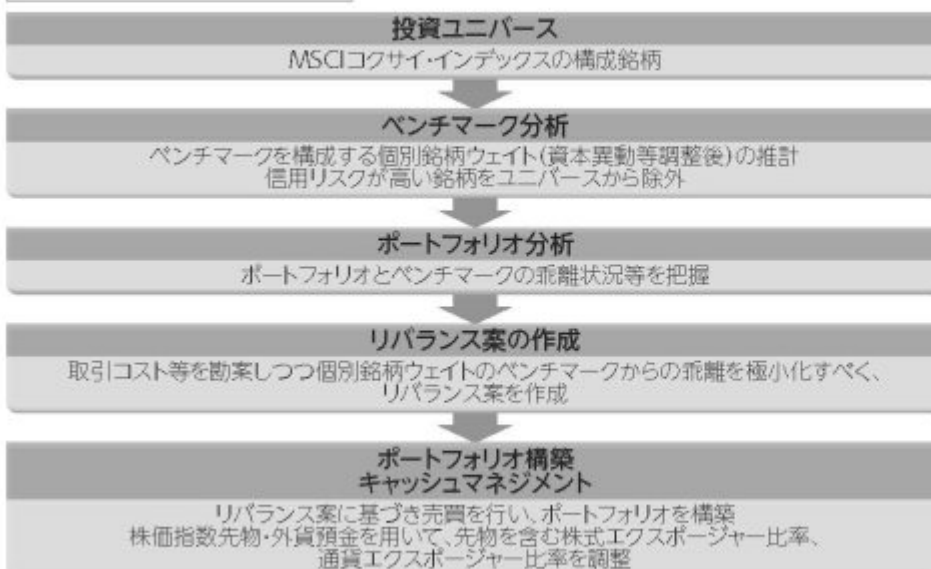 投資ユニバース
MSCIコクサイ・インデックスの構成銘柄
ベンチマーク分析
ベンチマークを構成する個別銘柄ウェイト(資本異動等調整後)の推計
信用リスクが高い銘柄をユニバースから除外
ポートフォリオ分析
ポートフォリオとベンチマークの乖離状況等を把握
リバランス案の作成
取引コスト等を勘案しつつ個別銘柄ウェイトのベンチマークからの乖離を極小化すべく、
リバランス案を作成
ポートフォリオ構築
キャッシュマネジメント
リバランス案に基づき売買を行い、ポートフォリオを構築
株価指数先物・外貨預金を用いて、先物を含む株式エクスポージャー比率、
通貨エクスポージャー比率を調整